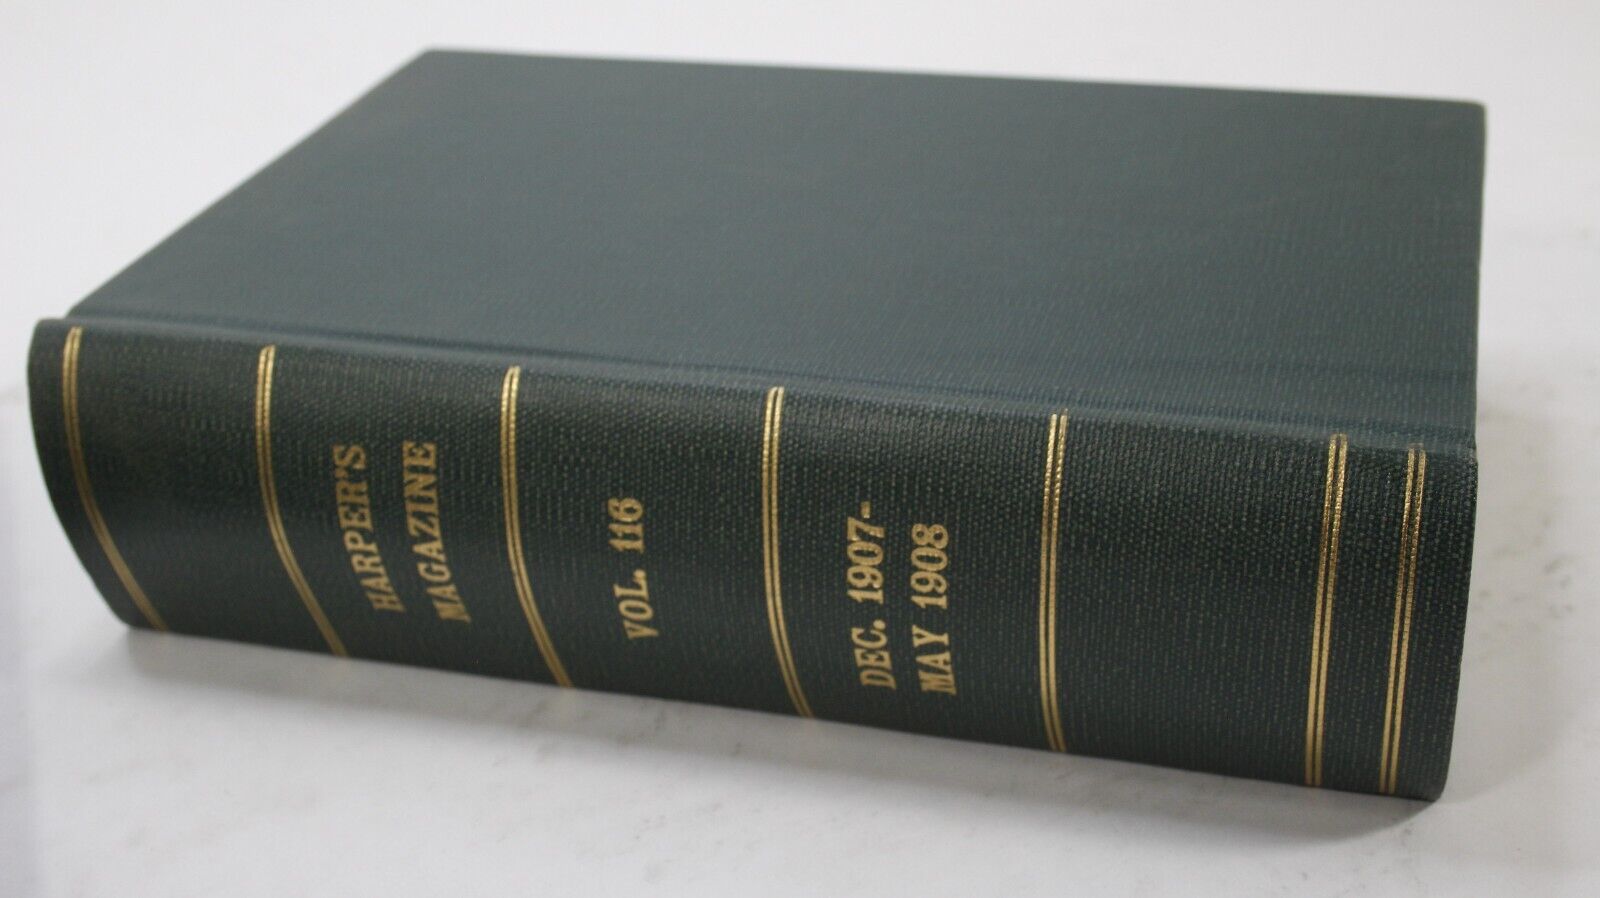 HARPER'S
MAGAZINE
VOL. 116
DEC. 1907-
MAY 1908